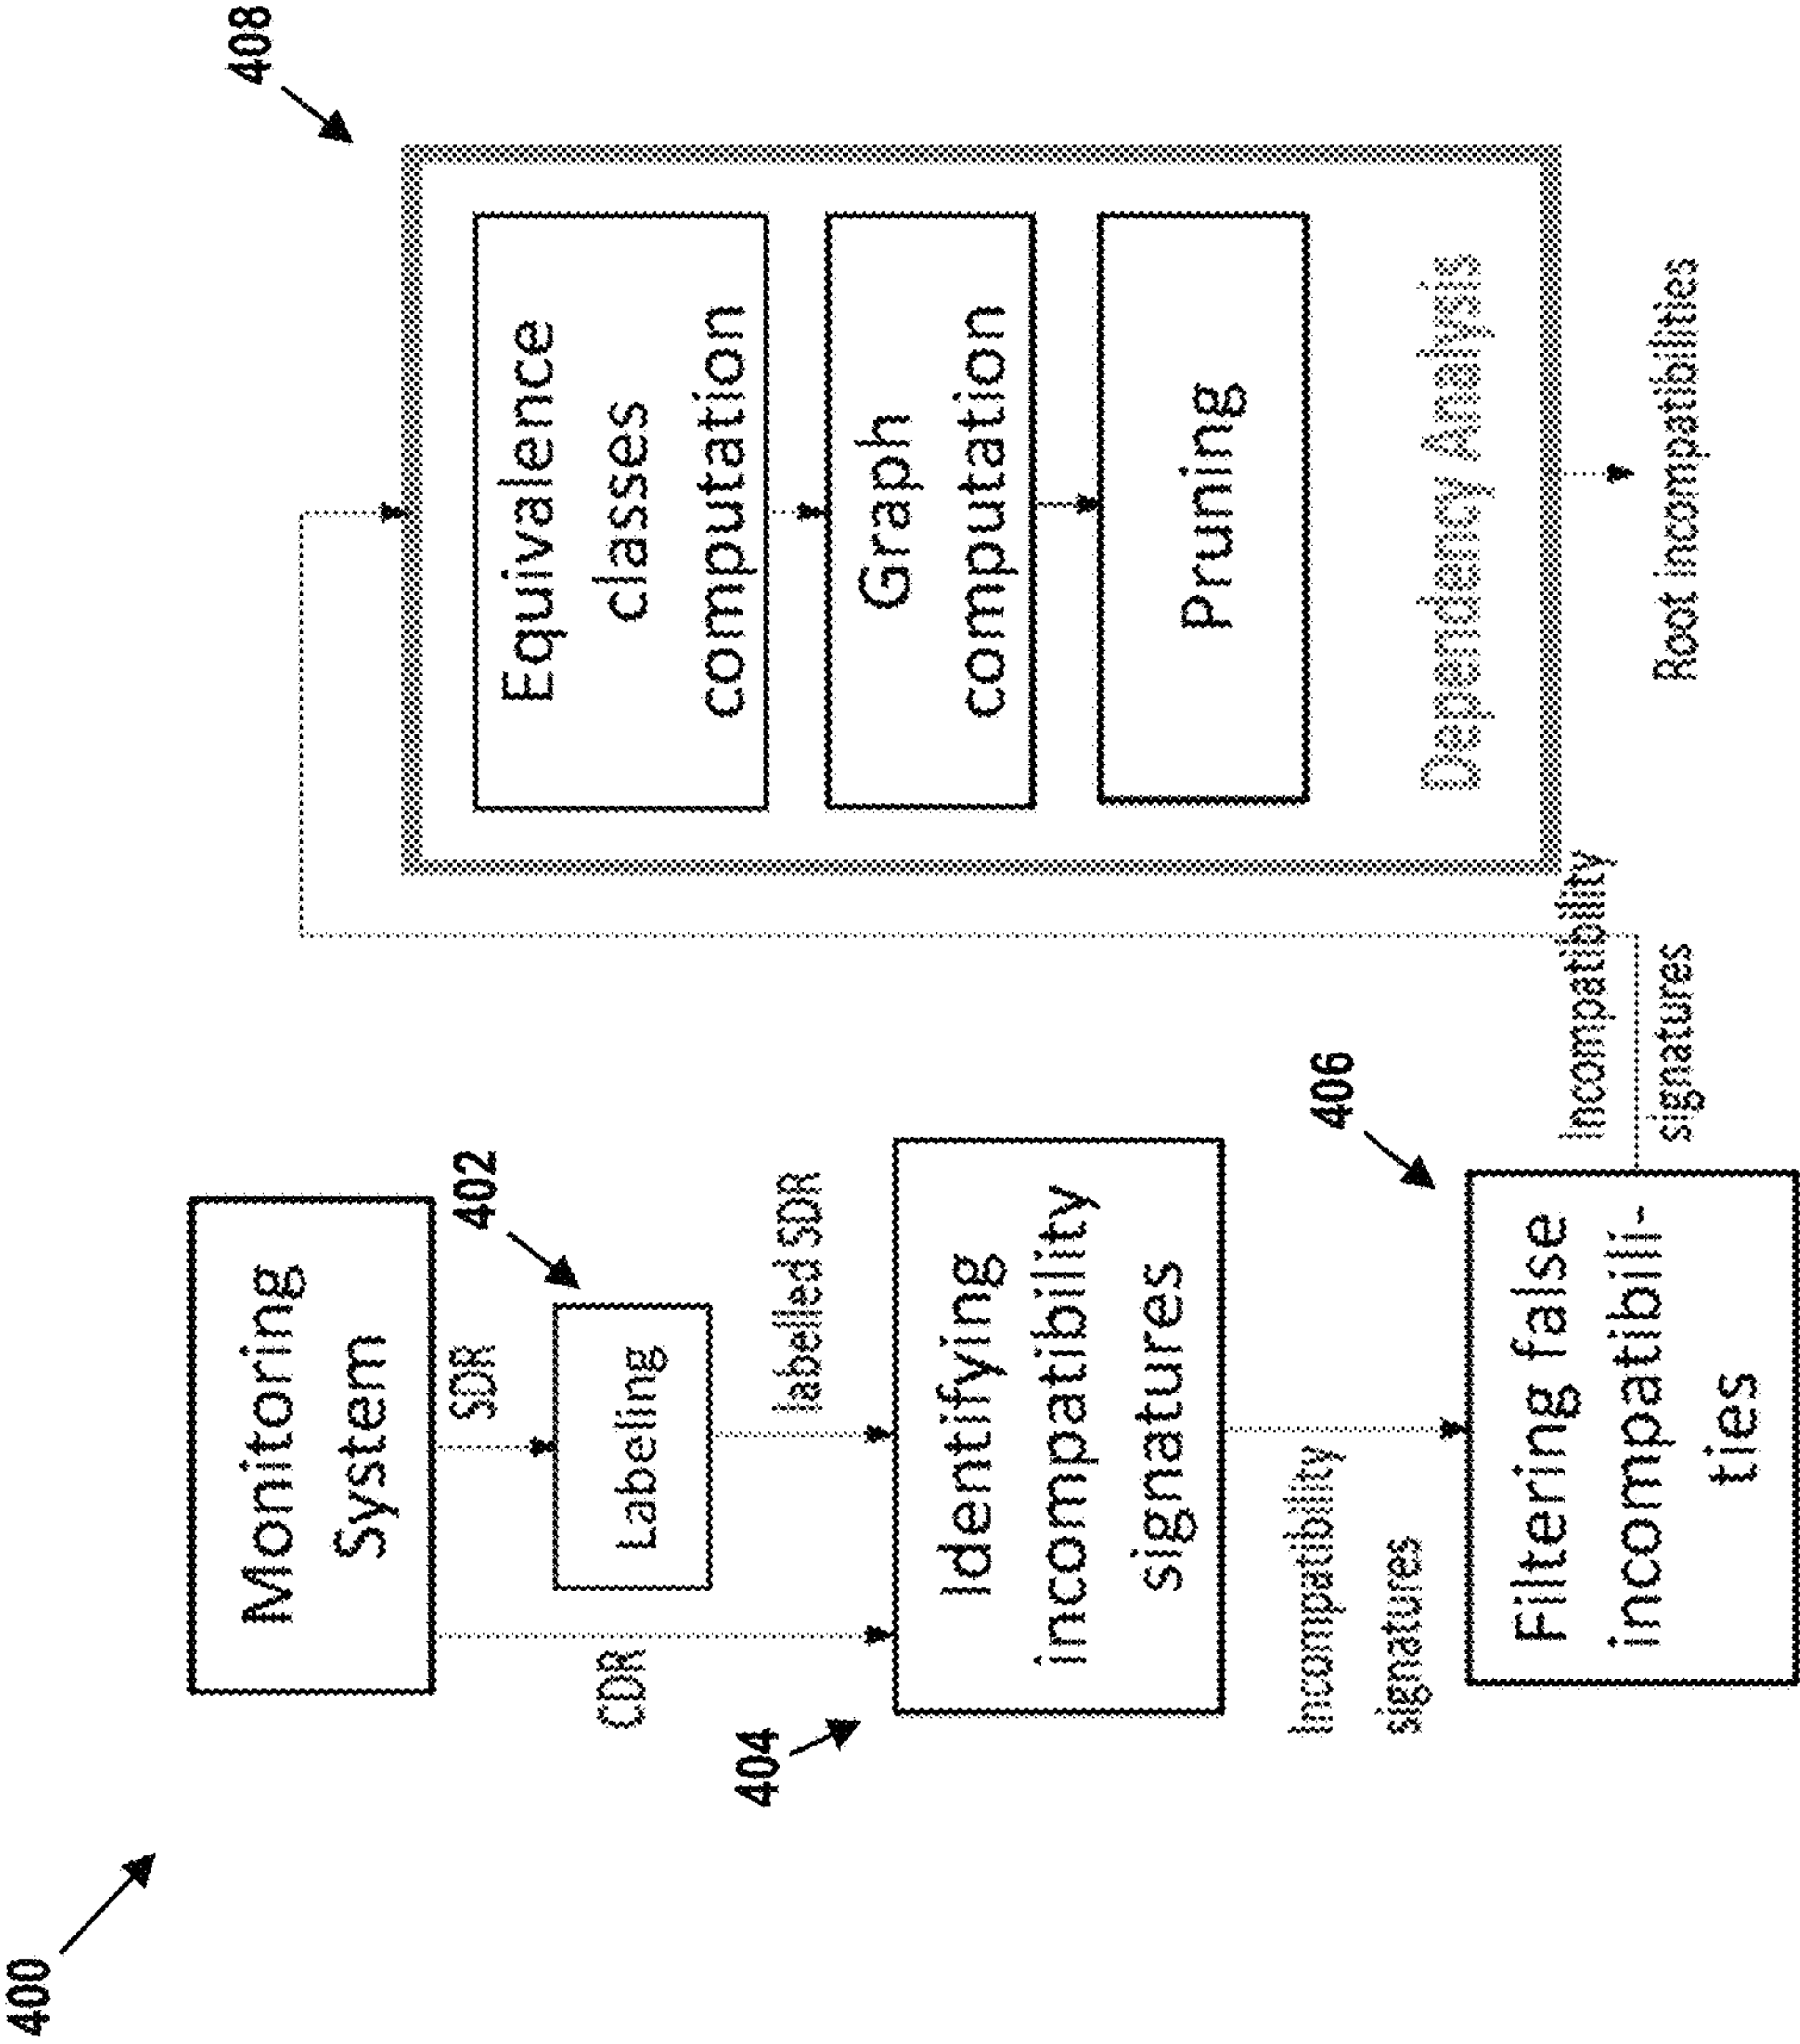 400
Monitoring
System
SDR
402
Labeling
CDR
labelled SDR
404
Identifying
incompatibility
signatures
Incompatibility
signatures
406
Filtering false
incompatibili-
ties
Incompatibility
signatures
408
Equivalence
classes
computation
Graph
computation
Pruning
Dependency Analysis
Root incompatibilities